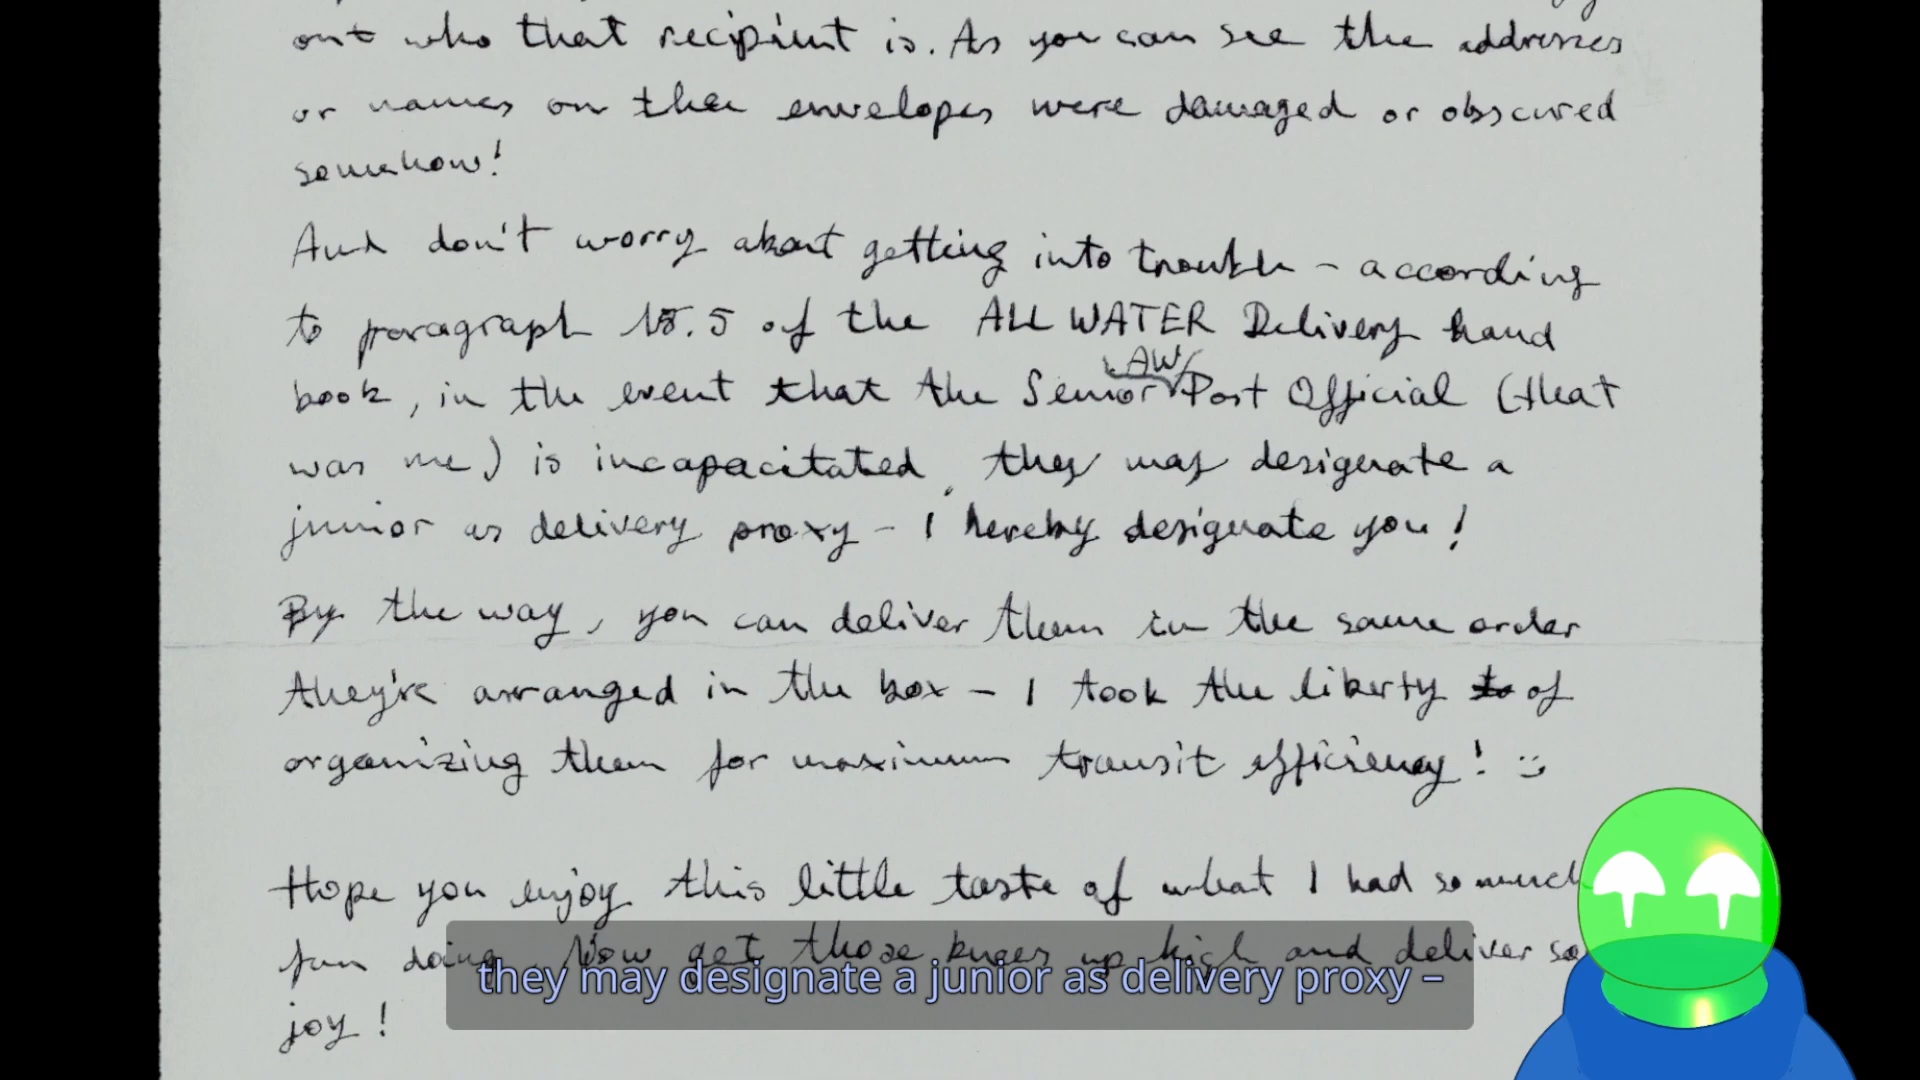 out who that recipient is. As you can see the addresses
or names on the envelopes were damaged or obscured
somehow!
And don't worry about getting into trouble - according
to paragraph 15.5 of the ALL WATER Delivery hand
AW
book, in the event that the Senior Post Official (that
was me) is incapacitated, they may designate a
junior as delivery proxy - I hereby designate you!
By the way, you can deliver them in the same order
they're arranged in the box - I took the liberty to of
organizing them for maximum transit efficiency! :)
Hope you enjoy this little taste of what I had so much
fun doing. Now get those knees up high and deliver so
they may designate a junior as delivery proxy –
joy!